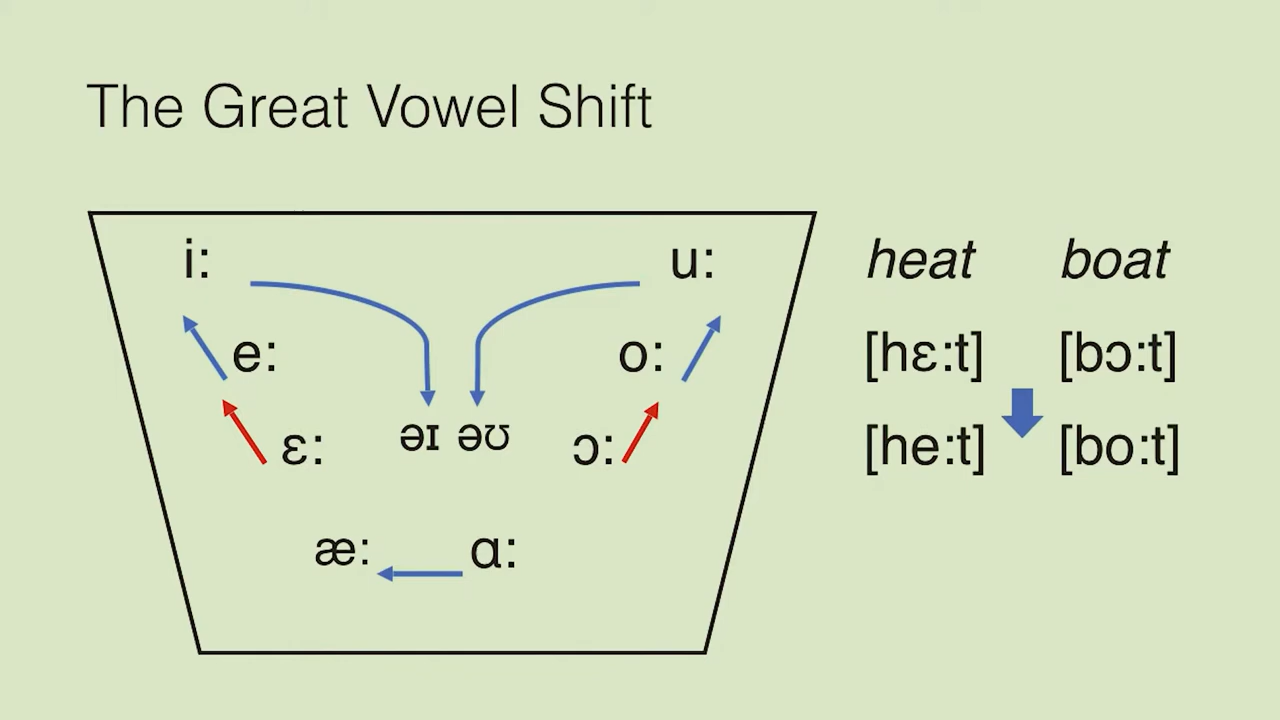 The Great Vowel Shift
i:
u:
e:
o:
ɛ:
əɪ əʊ
ɔ:
æ:
ɑ:
heat
boat
[hɛ:t]
[bɔ:t]
[he:t]
[bo:t]